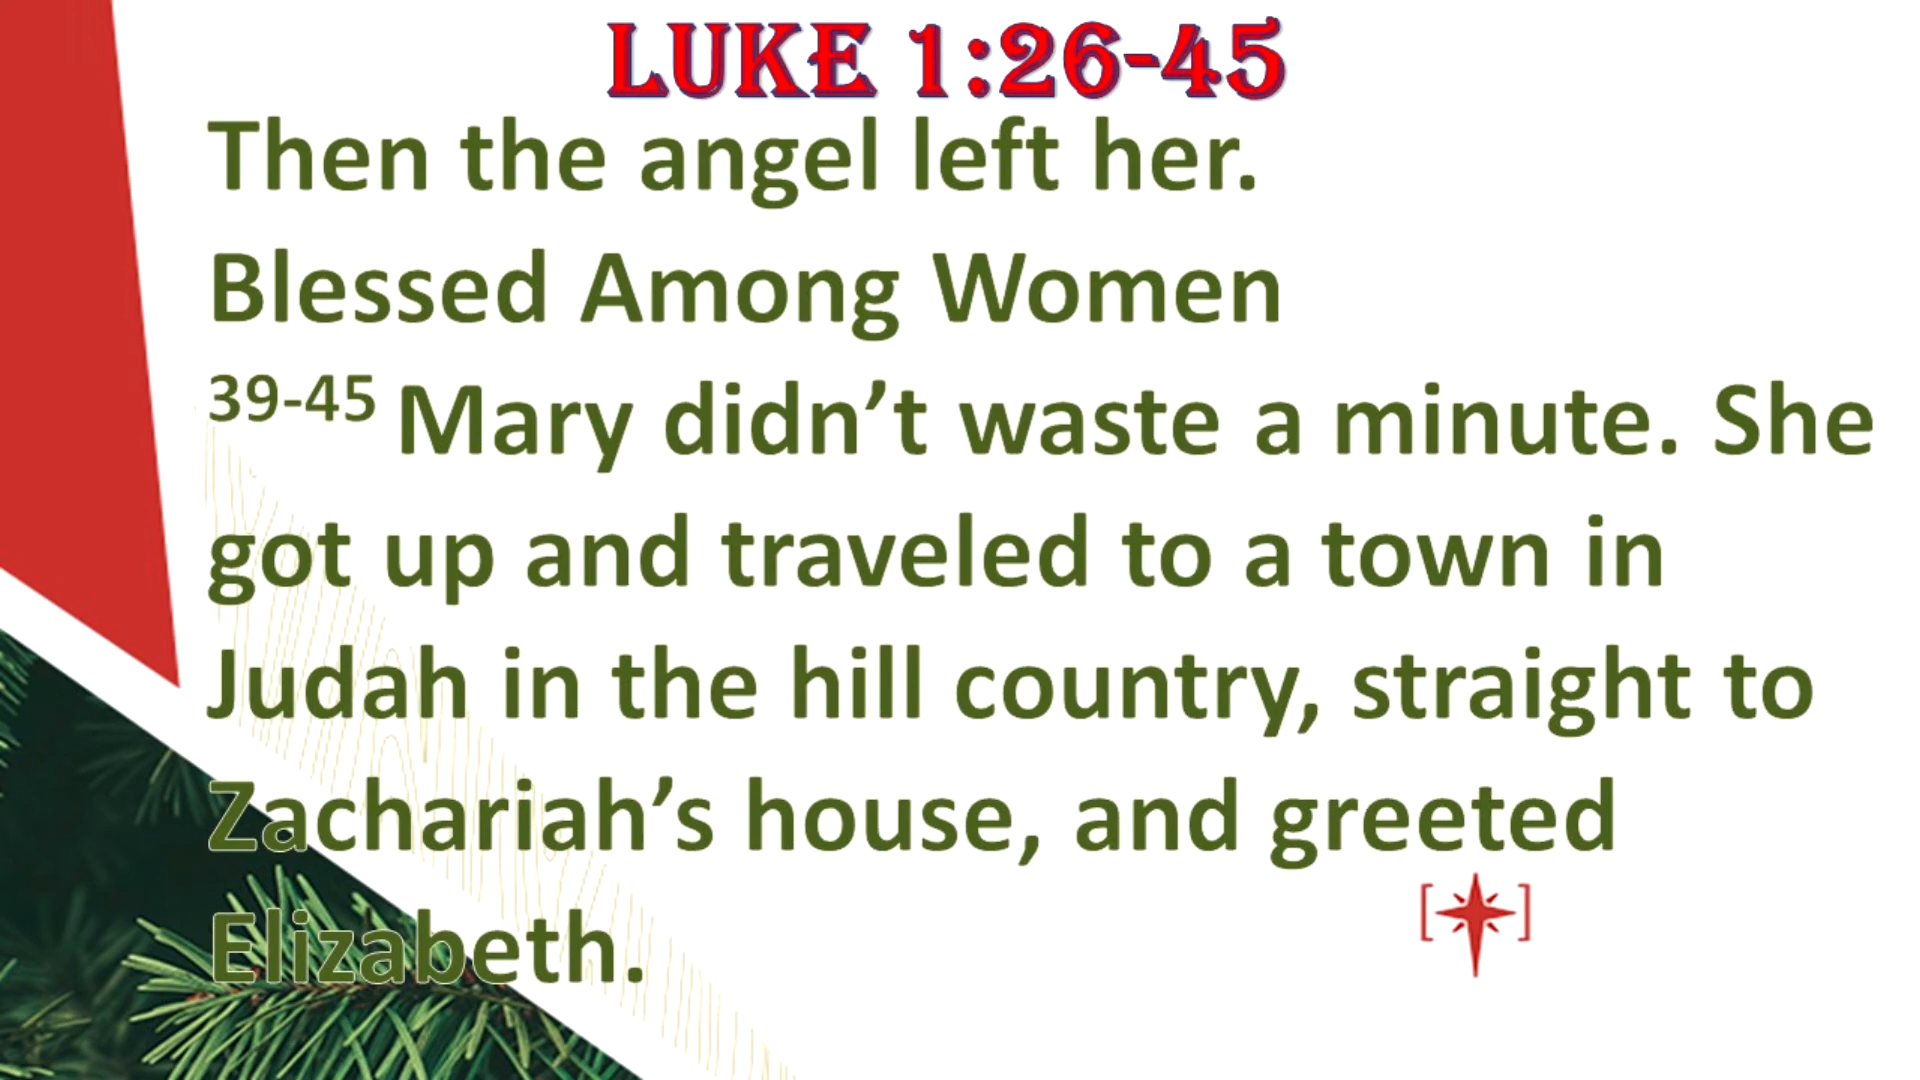 LUKE 1:26-45
Then the angel left her.
Blessed Among Women
39-45 Mary didn’t waste a minute. She
got up and traveled to a town in
Judah in the hill country, straight to
Zachariah’s house, and greeted
Elizabeth.